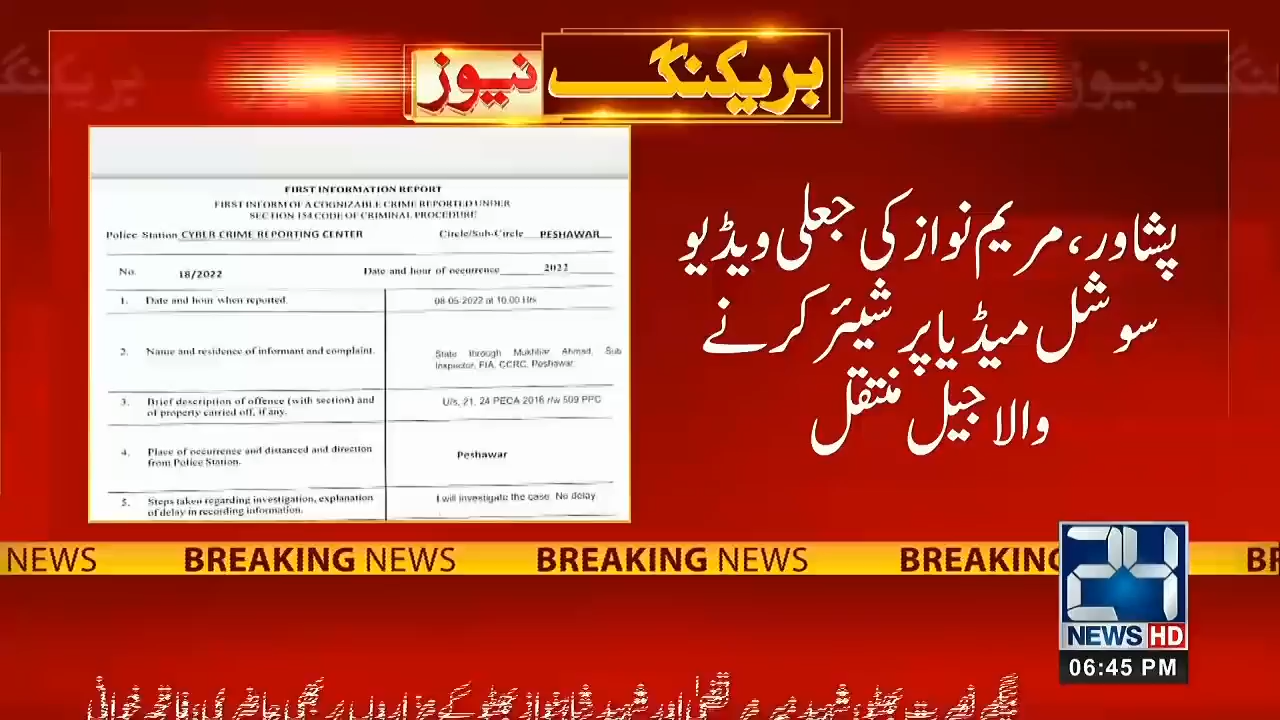 بریکنگ نیوز
FIRST INFORMATION REPORT
FIRST INFORM OF A COGNIZABLE CRIME REPORTED UNDER
SECTION 154 CODE OF CRIMINAL PROCEDURE
Police Station CYBER CRIME REPORTING CENTER Circle/Sub-Circle PESHAWAR
No. 18/2022 Date and hour of occurrence 2022
1. Date and hour when reported. 08-05-2022 at 10.00 Hrs
2. Name and residence of informant and complaint. State through Mukhtiar Ahmad, Sub
Inspector, FIA, CCRC, Peshawar.
3. Brief description of offence (with section) and U/s, 21, 24 PECA 2016 r/w 509 PPC
of property carried off, if any.
4. Place of occurrence and distanced and direction Peshawar
from Police Station.
5. Steps taken regarding investigation, explanation I will investigate the case. No delay
of delay in recording information.
پشاور، مریم نواز کی جعلی ویڈیو
سوشل میڈیا پر شیئر کرنے
والا جیل منتقل
NEWS BREAKING NEWS BREAKING NEWS BREAKING
24
NEWS HD
06:45 PM